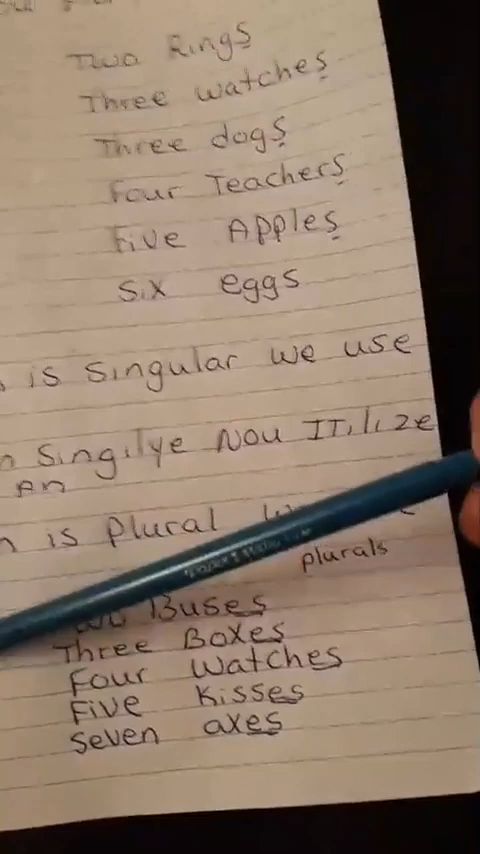 Two Rings
Three watches
Three dogs
Four Teachers
Five Apples
Six eggs
is singular we use
Singilye Nou ITilize
An
is Plural
plurals
Buses
Three Boxes
Four Watches
Five Kisses
Seven axes